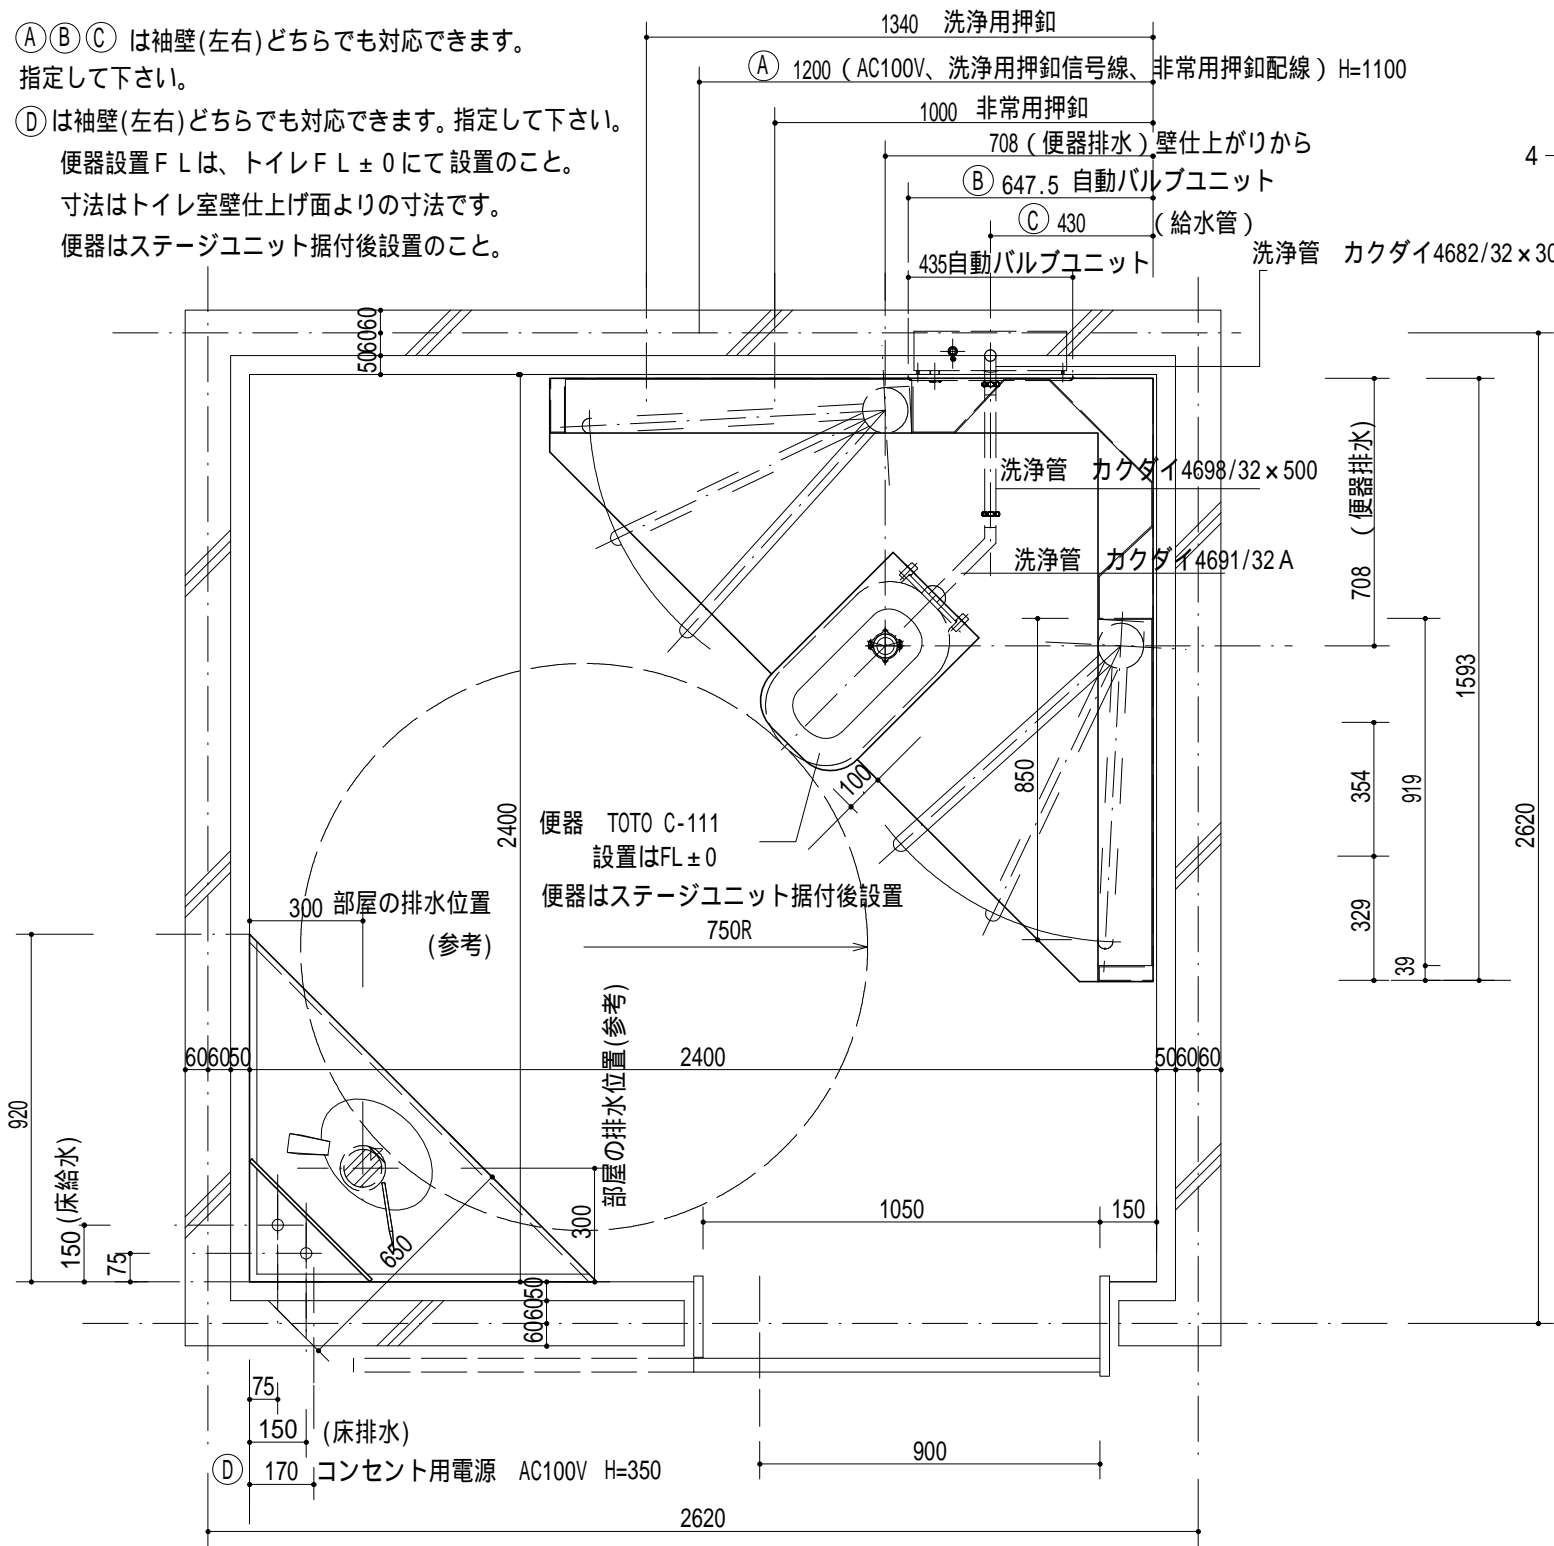 ⒶⒷⒸ は袖壁(左右)どちらでも対応できます。
指定して下さい。
Ⓓは袖壁(左右)どちらでも対応できます。指定して下さい。
便器設置ＦＬは、トイレＦＬ±０にて設置のこと。
寸法はトイレ室壁仕上げ面よりの寸法です。
便器はステージユニット据付後設置のこと。
1340 洗浄用押釦
Ⓐ 1200 (AC100V、洗浄用押釦信号線、非常用押釦配線) H=1100
1000 非常用押釦
708 (便器排水) 壁仕上がりから
4
Ⓑ 647.5 自動バルブユニット
Ⓒ 430 (給水管)
435自動バルブユニット
洗浄管 カクダイ4682/32×30
60
60
50
洗浄管 カクダイ4698/32×500
洗浄管 カクダイ4691/32A
708 (便器排水)
1593
919
354
329
39
2620
850
100
2400
便器 TOTO C-111
設置はFL±0
便器はステージユニット据付後設置
750R
300 部屋の排水位置
(参考)
部屋の排水位置(参考)
300
60
60
50
2400
50
60
60
920
150(床給水)
75
650
1050
150
50
60
60
75
150 (床排水)
Ⓓ 170 コンセント用電源 AC100V H=350
900
2620